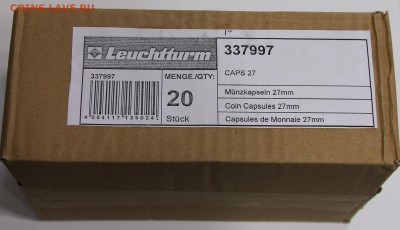 COINS.LAVE.RU
Leuchtturm
337997
337997
MENGE./QTY:
CAPS 27
20
Münzkapseln 27mm
Coin Capsules 27mm
Stück
Capsules de Monnaie 27mm